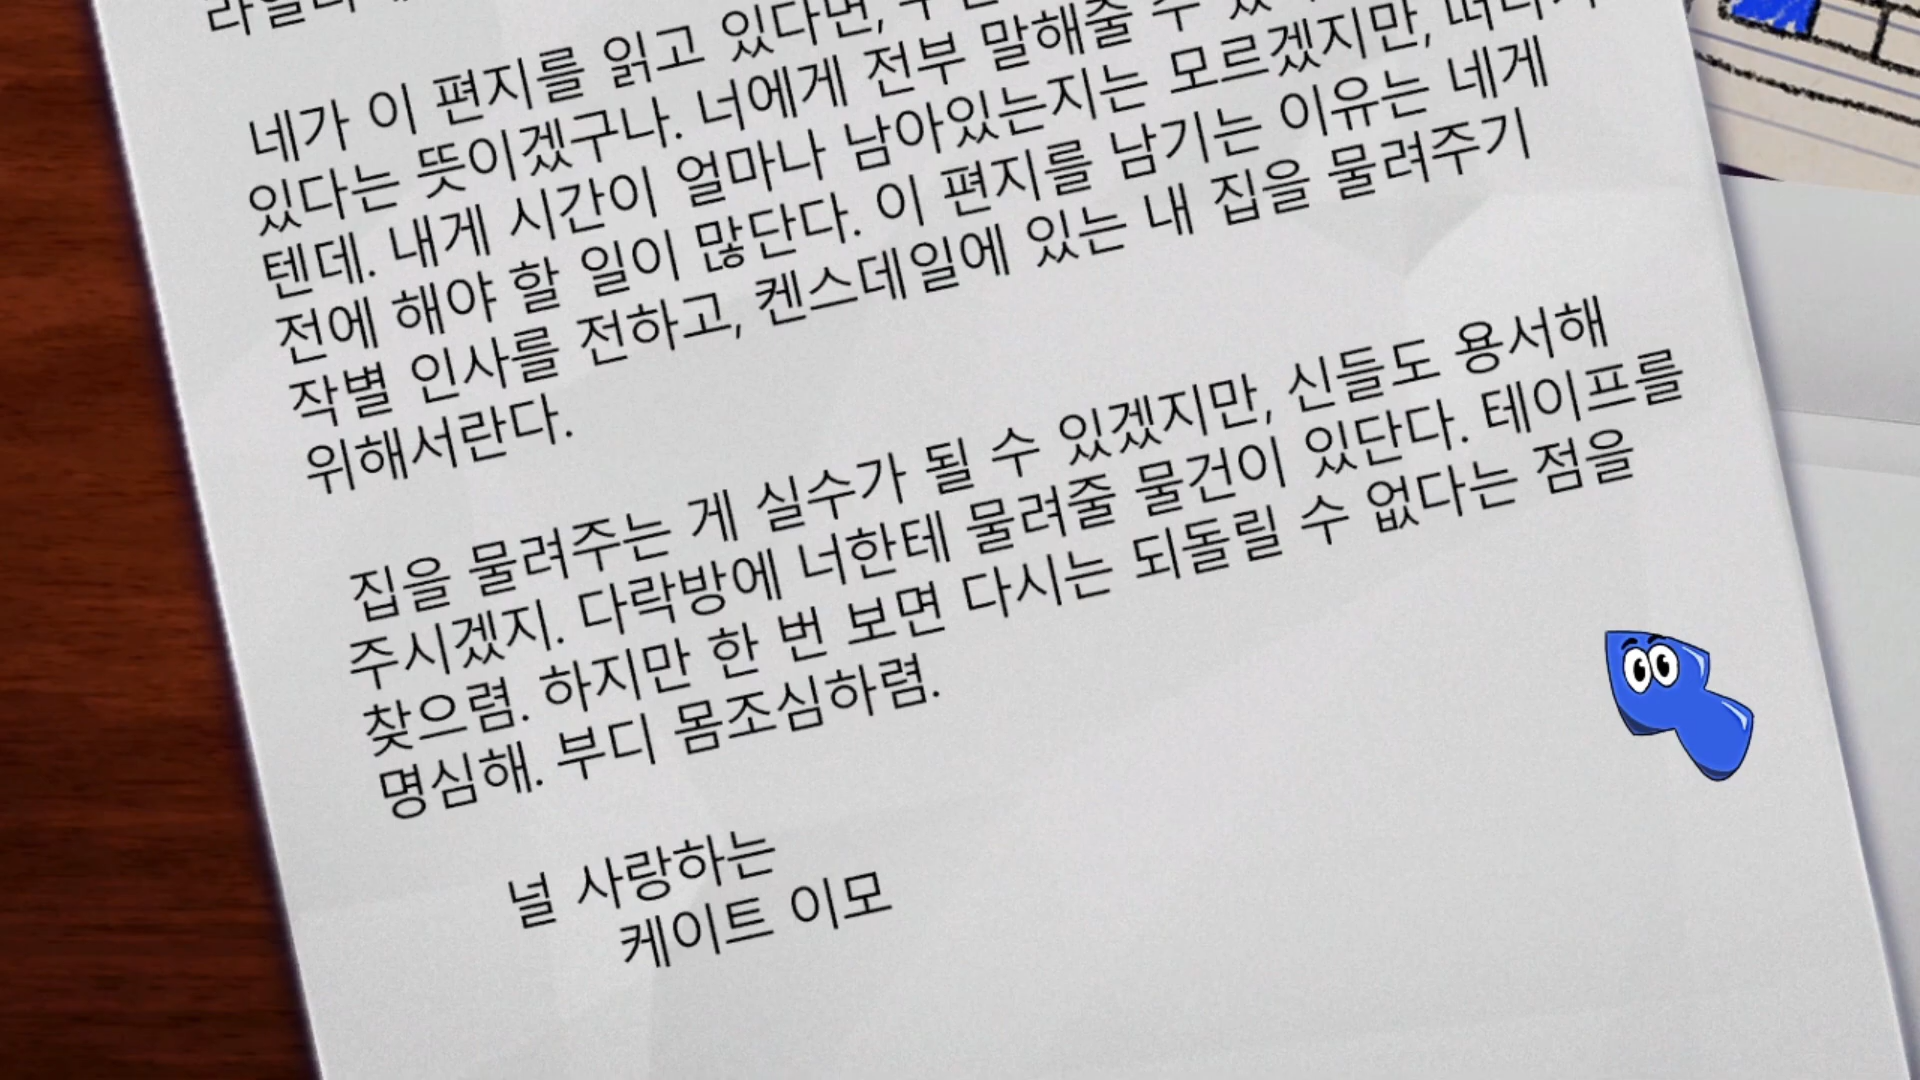 네가 이 편지를 읽고 있다면,
있다는 뜻이겠구나. 너에게 전부 말해줄 수
텐데. 내게 시간이 얼마나 남아있는지는 모르겠지만,
전에 해야 할 일이 많단다. 이 편지를 남기는 이유는 네게
작별 인사를 전하고, 켄스데일에 있는 내 집을 물려주기
위해서란다.
집을 물려주는 게 실수가 될 수 있겠지만, 신들도 용서해
주시겠지. 다락방에 너한테 물려줄 물건이 있단다. 테이프를
찾으렴. 하지만 한 번 보면 다시는 되돌릴 수 없다는 점을
명심해. 부디 몸조심하렴.
널 사랑하는
케이트 이모